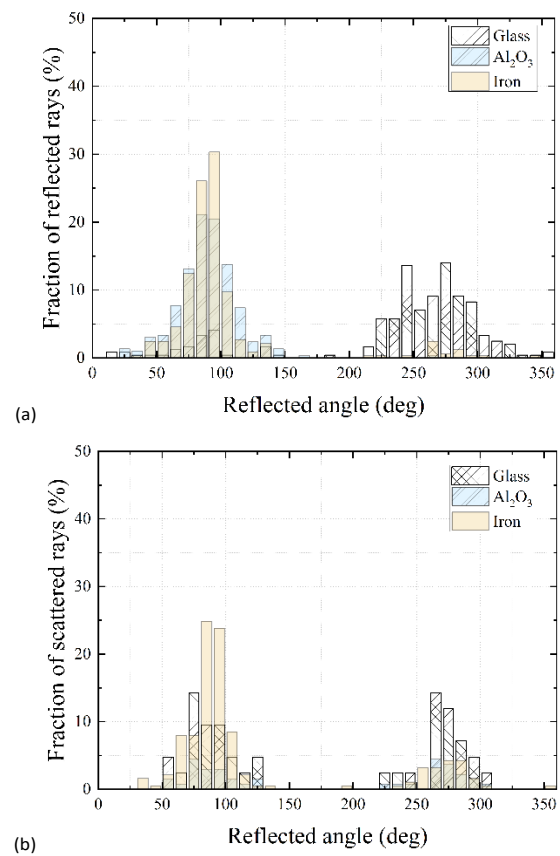 50
40
30
20
10
0
Fraction of reflected rays (%)
Glass
Al₂O₃
Iron
0 50 100 150 200 250 300 350
Reflected angle (deg)
(a)
50
40
30
20
10
0
Fraction of scattered rays (%)
Glass
Al₂O₃
Iron
0 50 100 150 200 250 300 350
Reflected angle (deg)
(b)